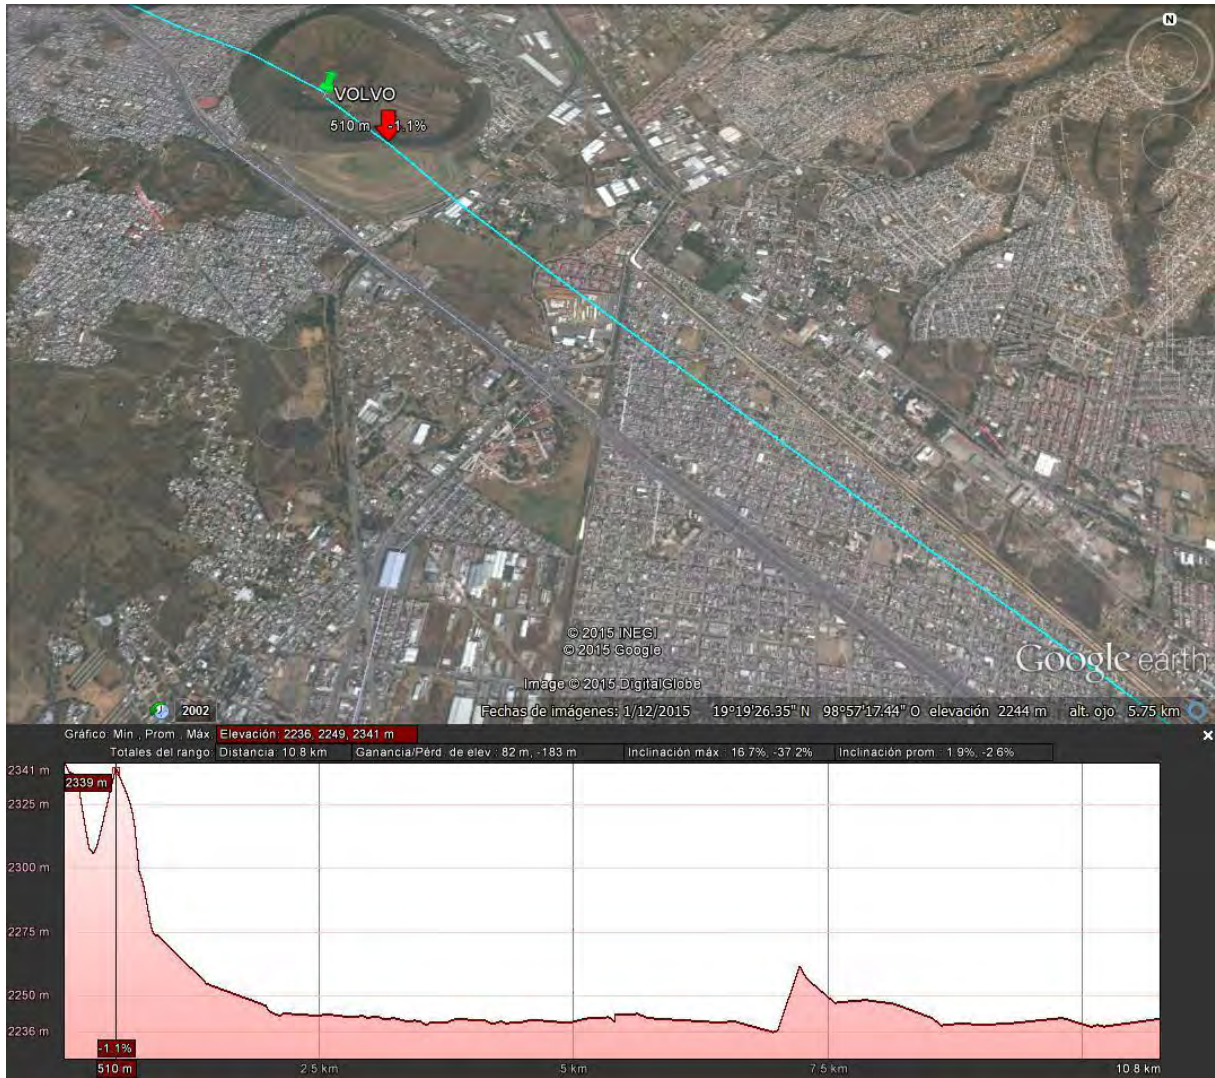 N
VOLVO
510 m -1.1%
© 2015 INEGI
© 2015 Google
Google earth
Image © 2015 DigitalGlobe
2002
Fechas de imágenes: 1/12/2015 19°19'26.35" N 98°57'17.44" O elevación 2244 m alt. ojo 5.75 km
Gráfico: Mín., Prom., Máx. Elevación: 2236, 2249, 2341 m
Totales del rango: Distancia: 10.8 km Ganancia/Pérd. de elev.: 82 m, -183 m Inclinación máx.: 16.7%, -37.2% Inclinación prom.: 1.9%, -2.6%
2341 m
2339 m
2325 m
2300 m
2275 m
2250 m
2236 m
-1.1%
510 m 2.5 km 5 km 7.5 km 10.8 km